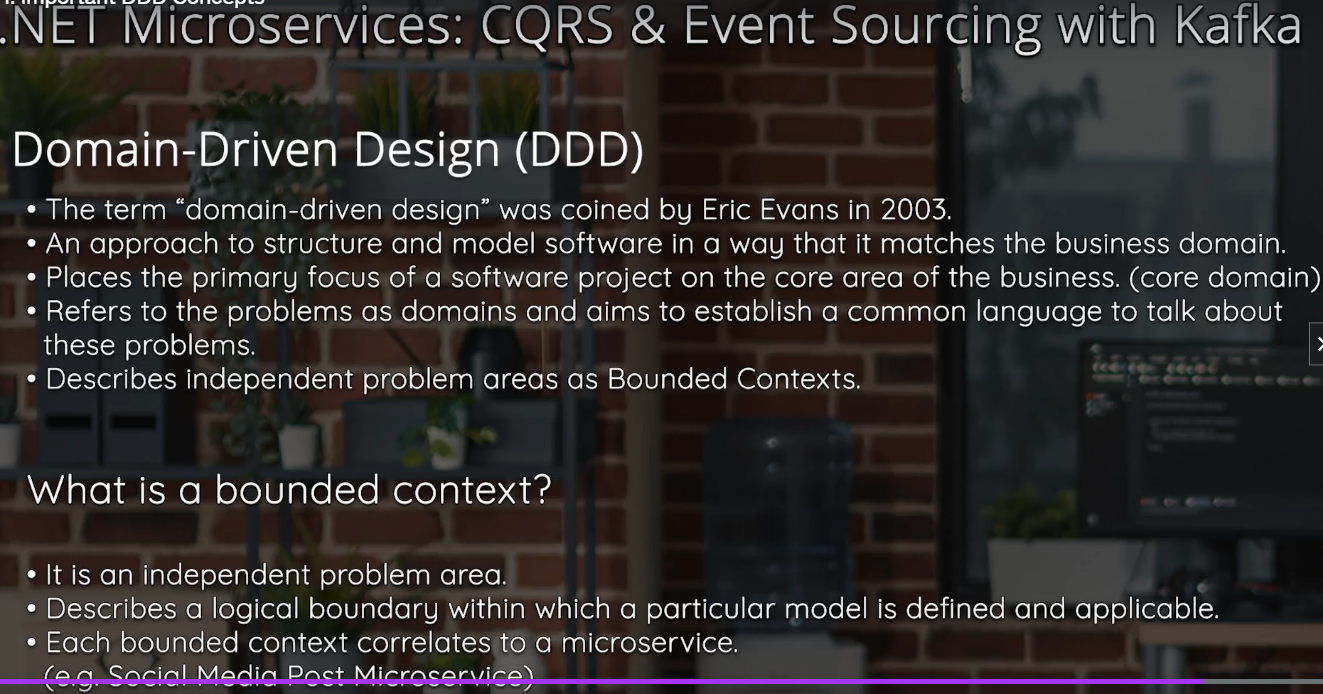 .NET Microservices: CQRS & Event Sourcing with Kafka
Domain-Driven Design (DDD)
• The term “domain-driven design” was coined by Eric Evans in 2003.
• An approach to structure and model software in a way that it matches the business domain.
• Places the primary focus of a software project on the core area of the business. (core domain)
• Refers to the problems as domains and aims to establish a common language to talk about
these problems.
• Describes independent problem areas as Bounded Contexts.
What is a bounded context?
• It is an independent problem area.
• Describes a logical boundary within which a particular model is defined and applicable.
• Each bounded context correlates to a microservice.
(e.g. Social Media Post Microservice)